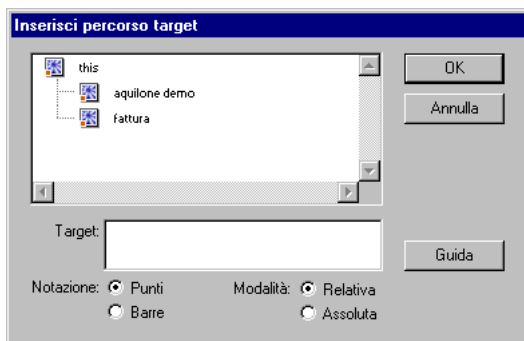 Inserisci percorso target
this
aquilone demo
fattura
OK
Annulla
Target:
Guida
Notazione: Punti Modalità: Relativa
Barre Assoluta